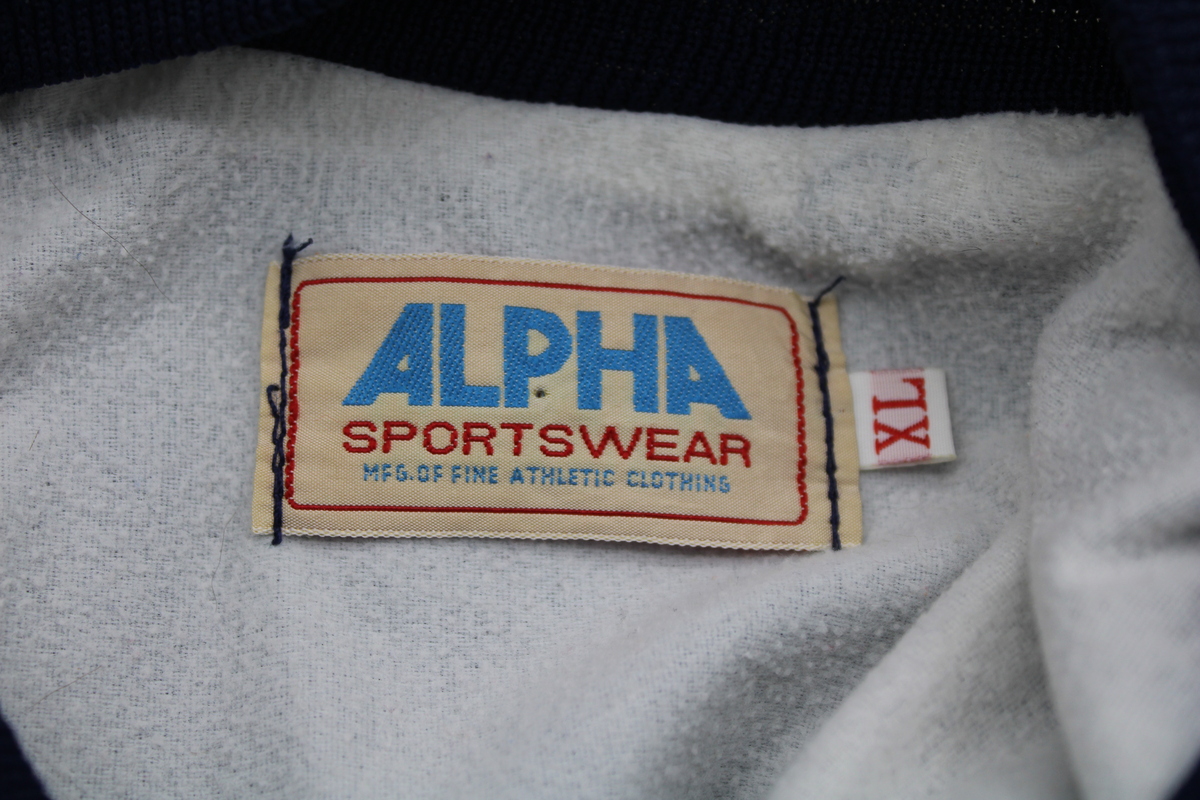 ALPHA
SPORTSWEAR
MFG. OF FINE ATHLETIC CLOTHING
XL